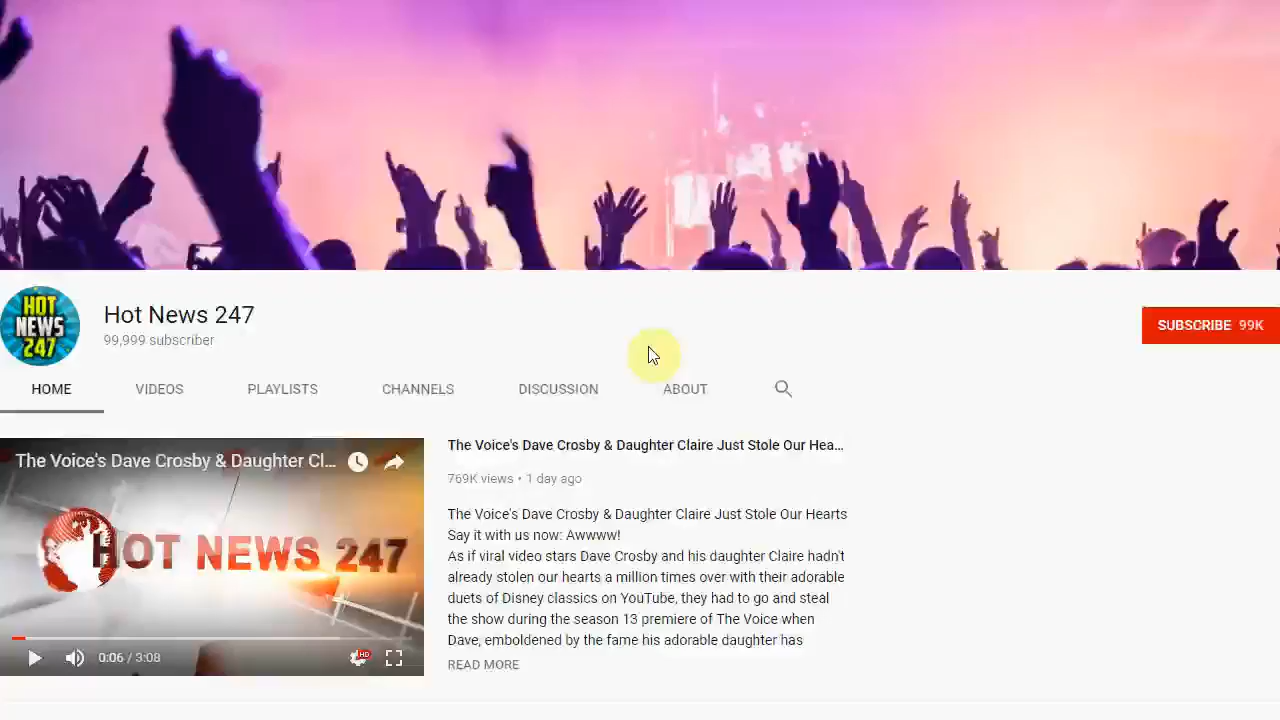 HOT
NEWS
247
Hot News 247
99,999 subscriber
SUBSCRIBE 99K
HOME VIDEOS PLAYLISTS CHANNELS DISCUSSION ABOUT
The Voice's Dave Crosby & Daughter Cl...
HOT NEWS 247
0:06 / 3:08
HD
The Voice's Dave Crosby & Daughter Claire Just Stole Our Hea...
769K views • 1 day ago
The Voice's Dave Crosby & Daughter Claire Just Stole Our Hearts
Say it with us now: Awwww!
As if viral video stars Dave Crosby and his daughter Claire hadn't
already stolen our hearts a million times over with their adorable
duets of Disney classics on YouTube, they had to go and steal
the show during the season 13 premiere of The Voice when
Dave, emboldened by the fame his adorable daughter has
READ MORE